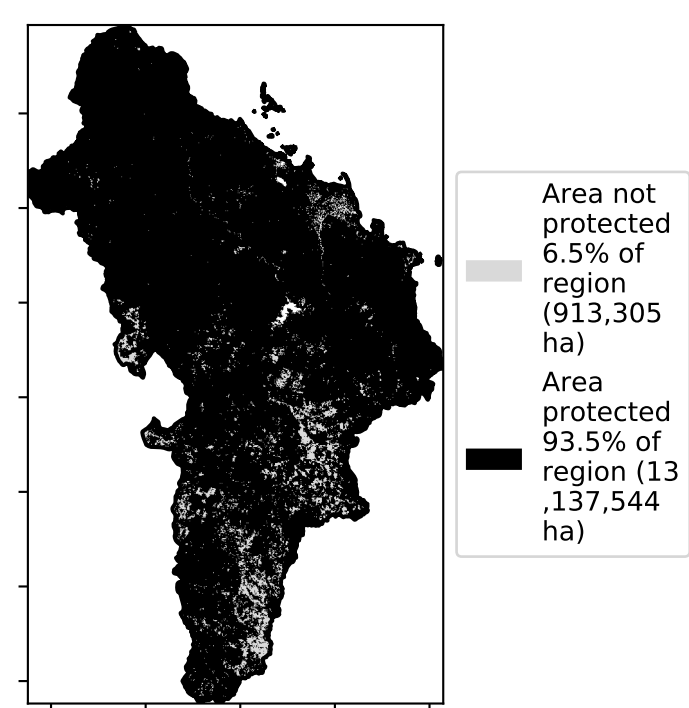 Area not
protected
6.5% of
region
(913,305
ha)
Area
protected
93.5% of
region (13
,137,544
ha)